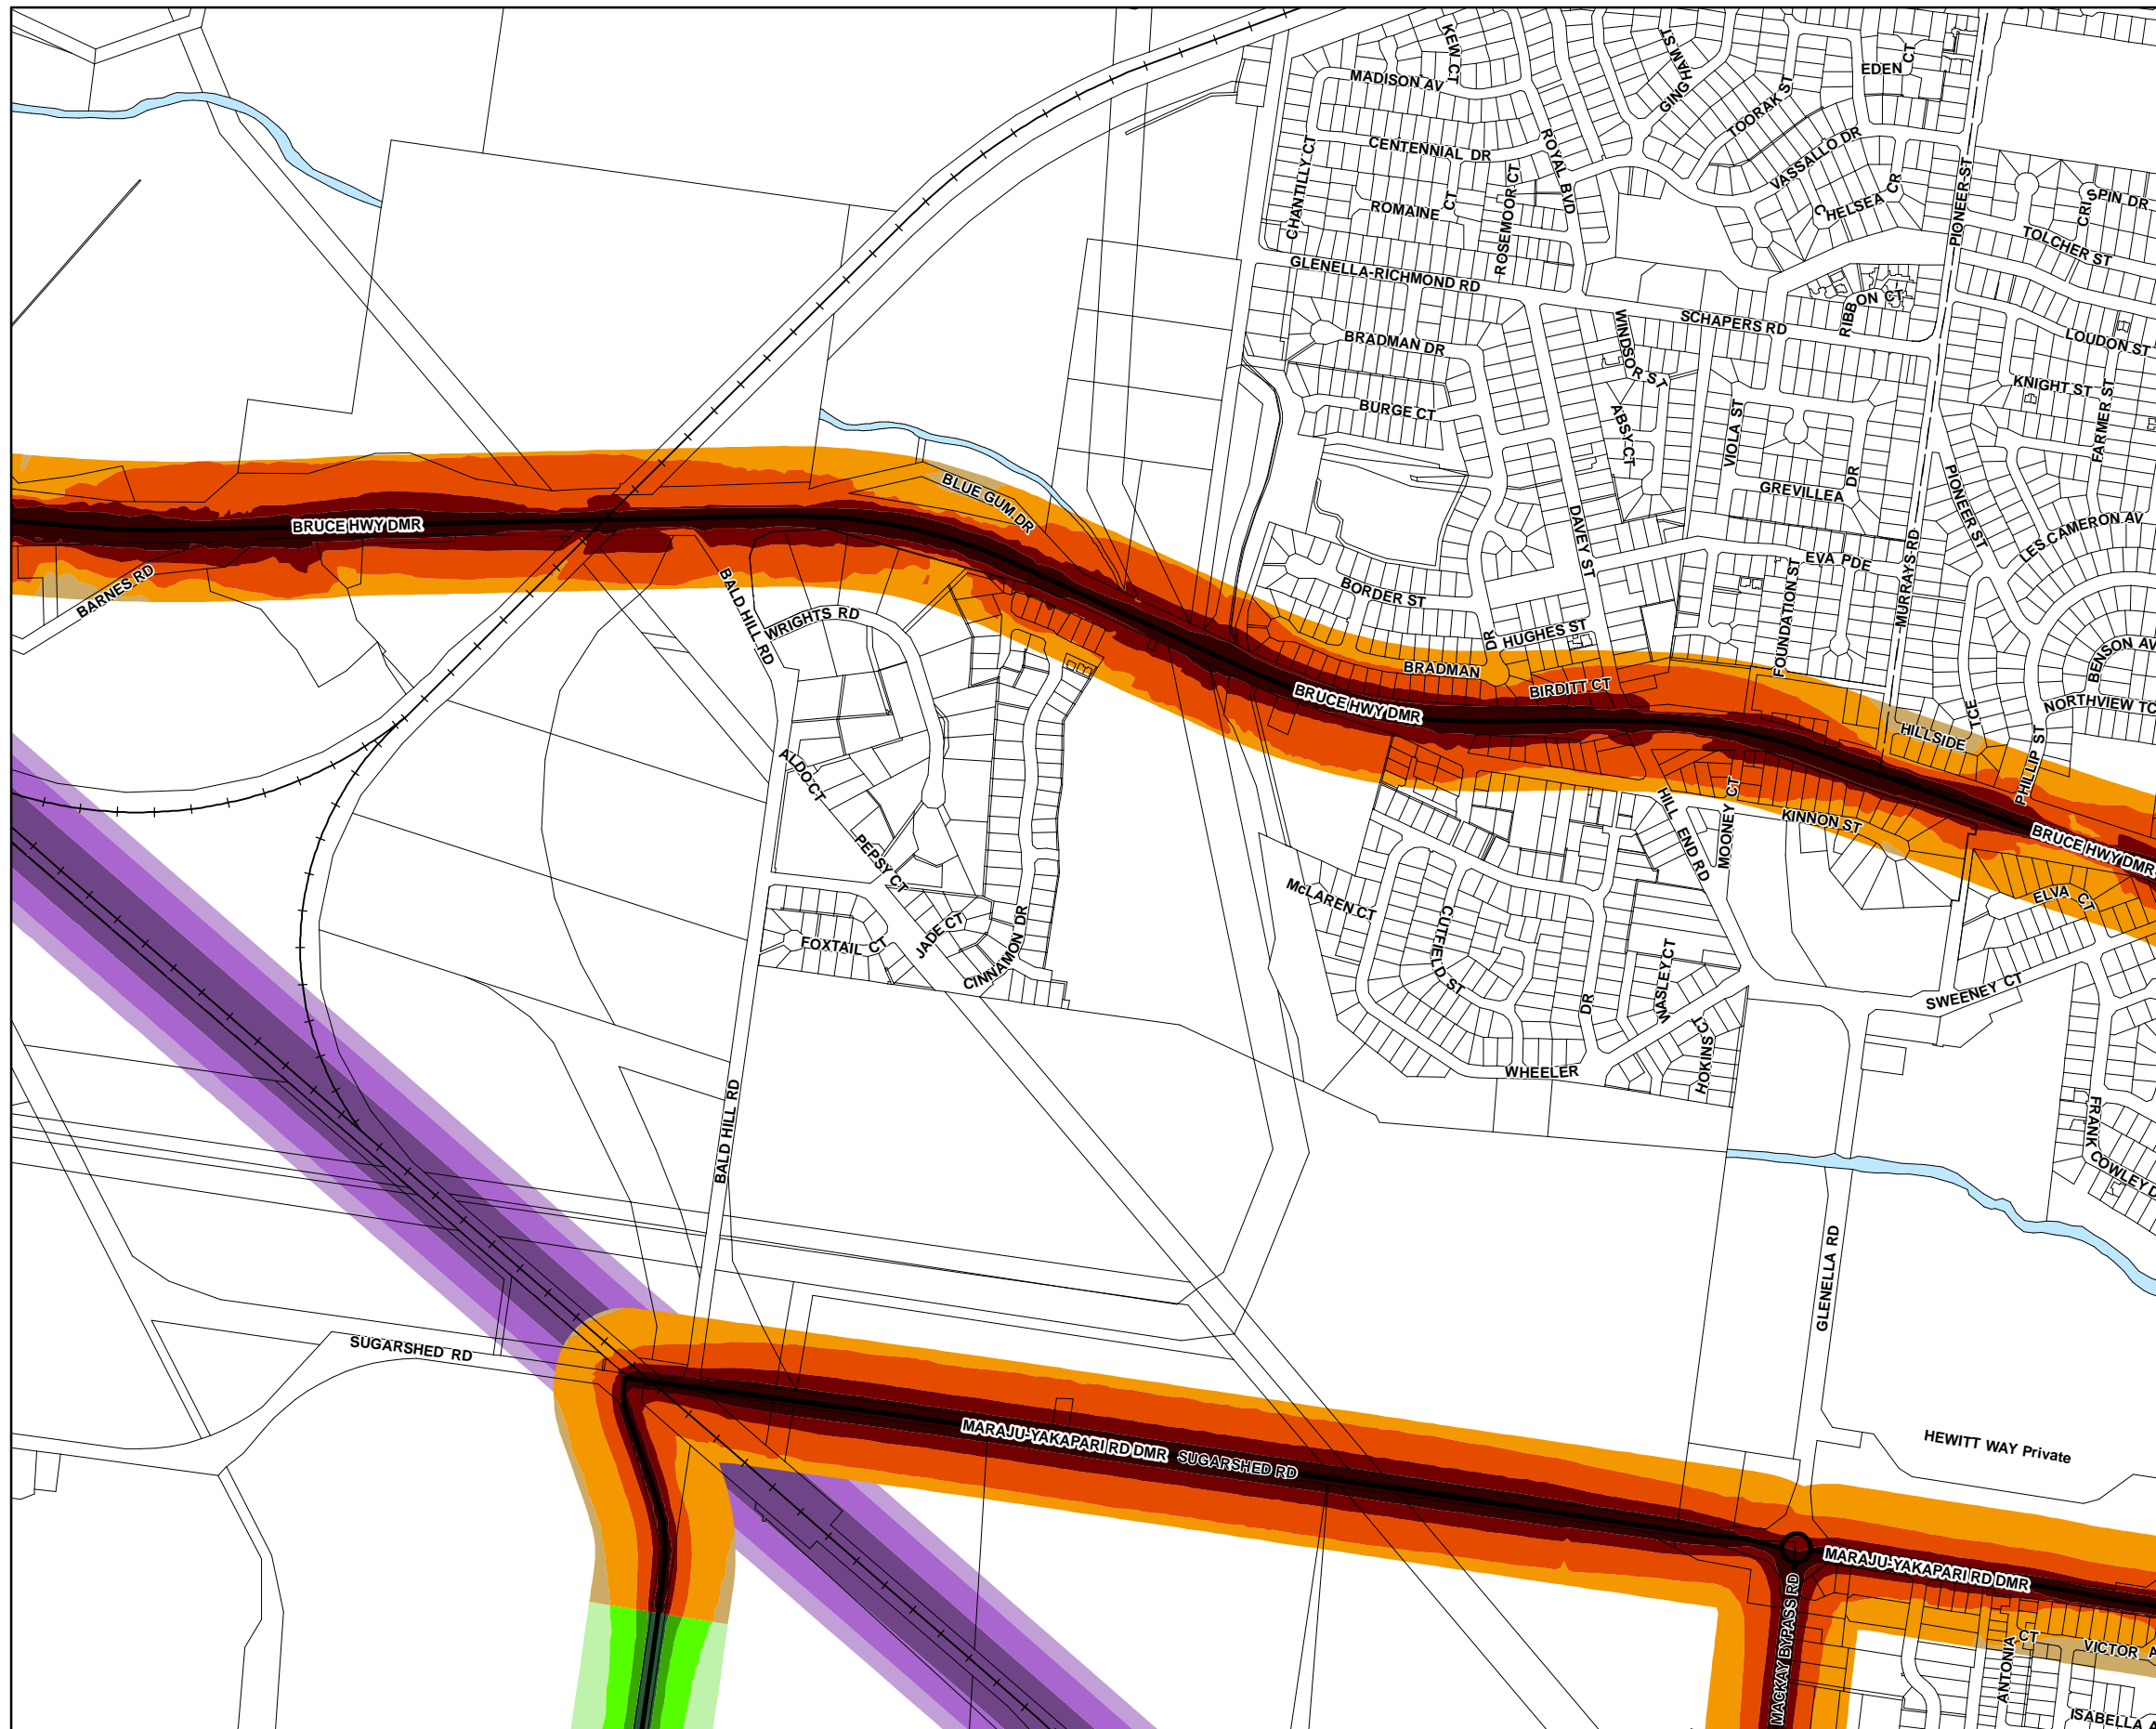 KEW CT
GINGHAM ST
EDEN CT
MADISON AV
TOORAK ST
CENTENNIAL DR
ROYAL BVD
VASSALLO DR
CHANTILLY CT
ROMAINE CT
ROSEMOOR CT
CHELSEA CR
PIONEER ST
SPIN DR
CRI
TOLCHER ST
GLENELLA-RICHMOND RD
RIBBON CT
SCHAPERS RD
WINDSOR ST
BRADMAN DR
LOUDON ST
KNIGHT ST
FARMER ST
BURGE CT
ABSY CT
VIOLA ST
GREVILLEA DR
PIONEER ST
BLUE GUM DR
BRUCE HWY DMR
DAVEY ST
LES CAMERON AV
EVA PDE
FOUNDATION ST
MURRAYS RD
BARNES RD
BALD HILL RD
WRIGHTS RD
BORDER ST
HUGHES ST
BRADMAN DR
BIRDITT CT
BENSON AV
NORTHVIEW TC
BRUCE HWY DMR
HILLSIDE TCE
PHILLIP ST
ALDO CT
HILL END RD
MOONEY CT
KINNON ST
BRUCE HWY DMR
PEPSY CT
McLAREN CT
ELVA CT
FOXTAIL CT
JADE CT
CINNAMON DR
CUTFIELD ST
WASLEY CT
SWEENEY CT
HOKINS CT
WHEELER DR
BALD HILL RD
FRANK COWLEY D
GLENELLA RD
SUGARSHED RD
MARAJU-YAKAPARI RD DMR SUGARSHED RD
HEWITT WAY Private
MARAJU-YAKAPARI RD DMR
MACKAY BYPASS RD
ANTONIA CT
VICTOR A
ISABELLA